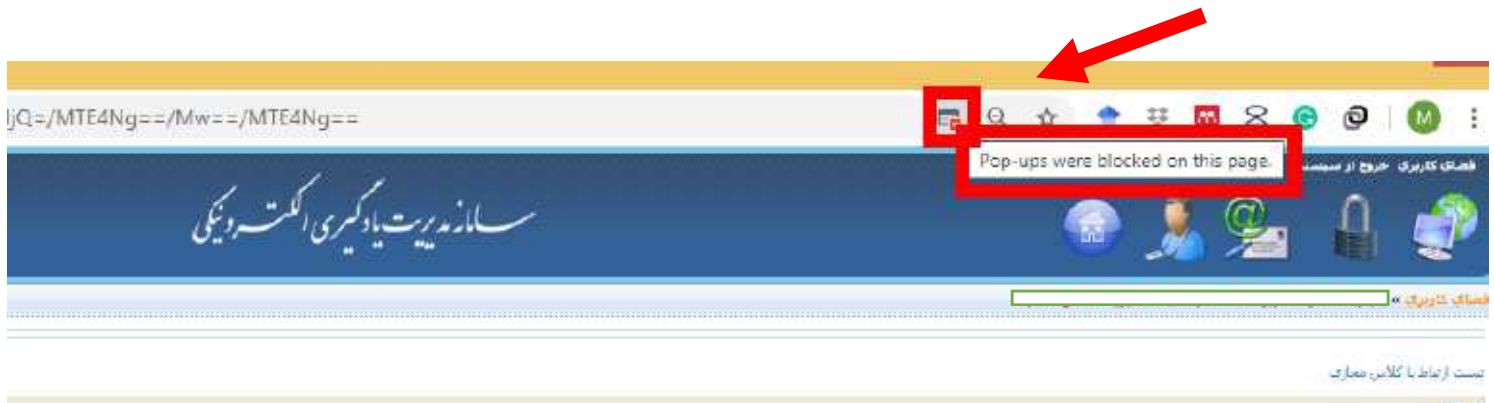 jQ=/MTE4Ng==/Mw==/MTE4Ng==
Pop-ups were blocked on this page.
فضای کاربری خروج از سیستم
سامانه مدیریت یادگیری الکترونیکی
فضای کاربری »
تست ارتباط با کلاس مجازی